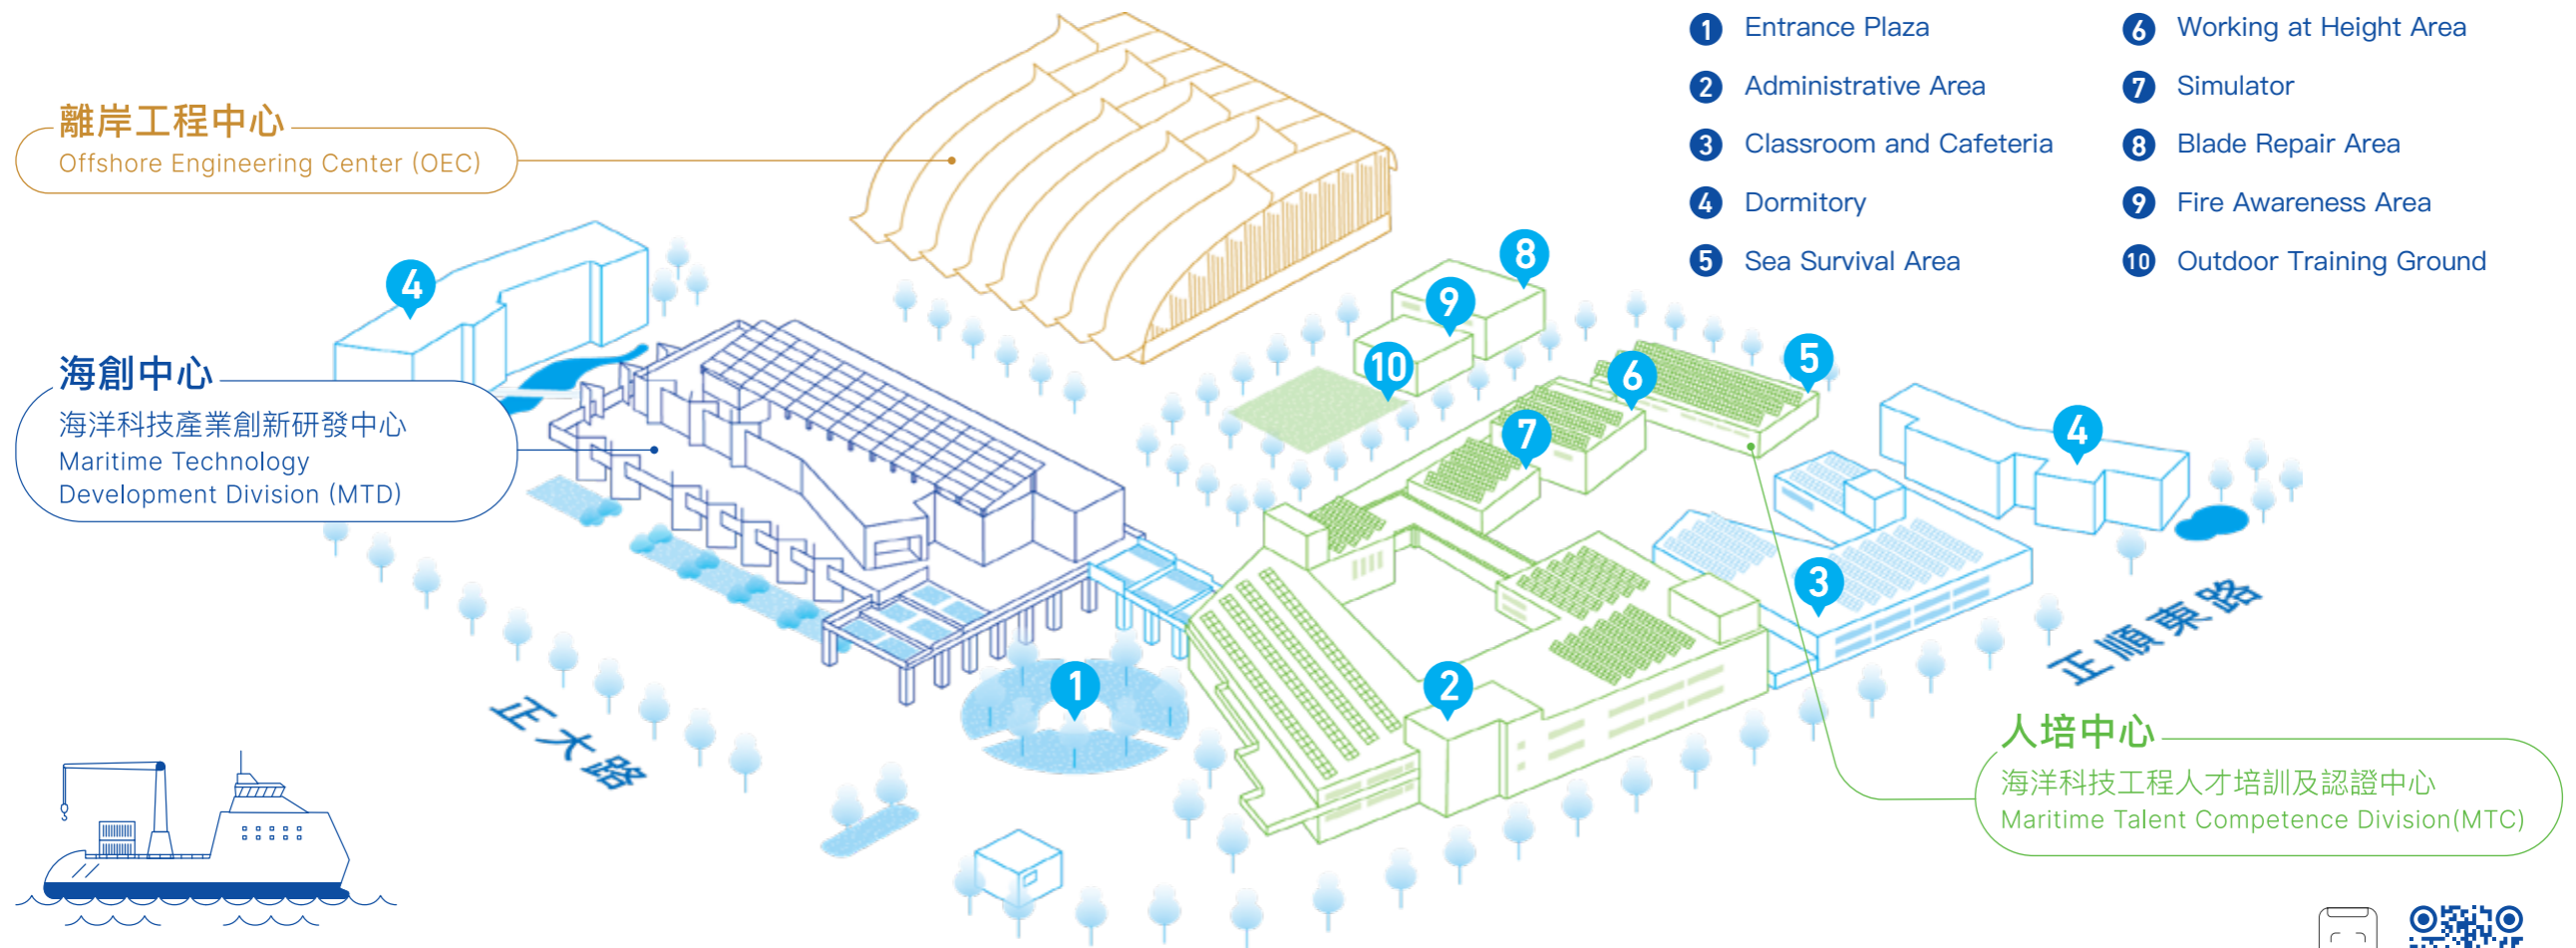 離岸工程中心
Offshore Engineering Center (OEC)
海創中心
海洋科技產業創新研發中心
Maritime Technology
Development Division (MTD)
1 Entrance Plaza
2 Administrative Area
3 Classroom and Cafeteria
4 Dormitory
5 Sea Survival Area
6 Working at Height Area
7 Simulator
8 Blade Repair Area
9 Fire Awareness Area
10 Outdoor Training Ground
4
8
9
10
5
6
7
4
3
2
1
正大路
正順東路
人培中心
海洋科技工程人才培訓及認證中心
Maritime Talent Competence Division(MTC)